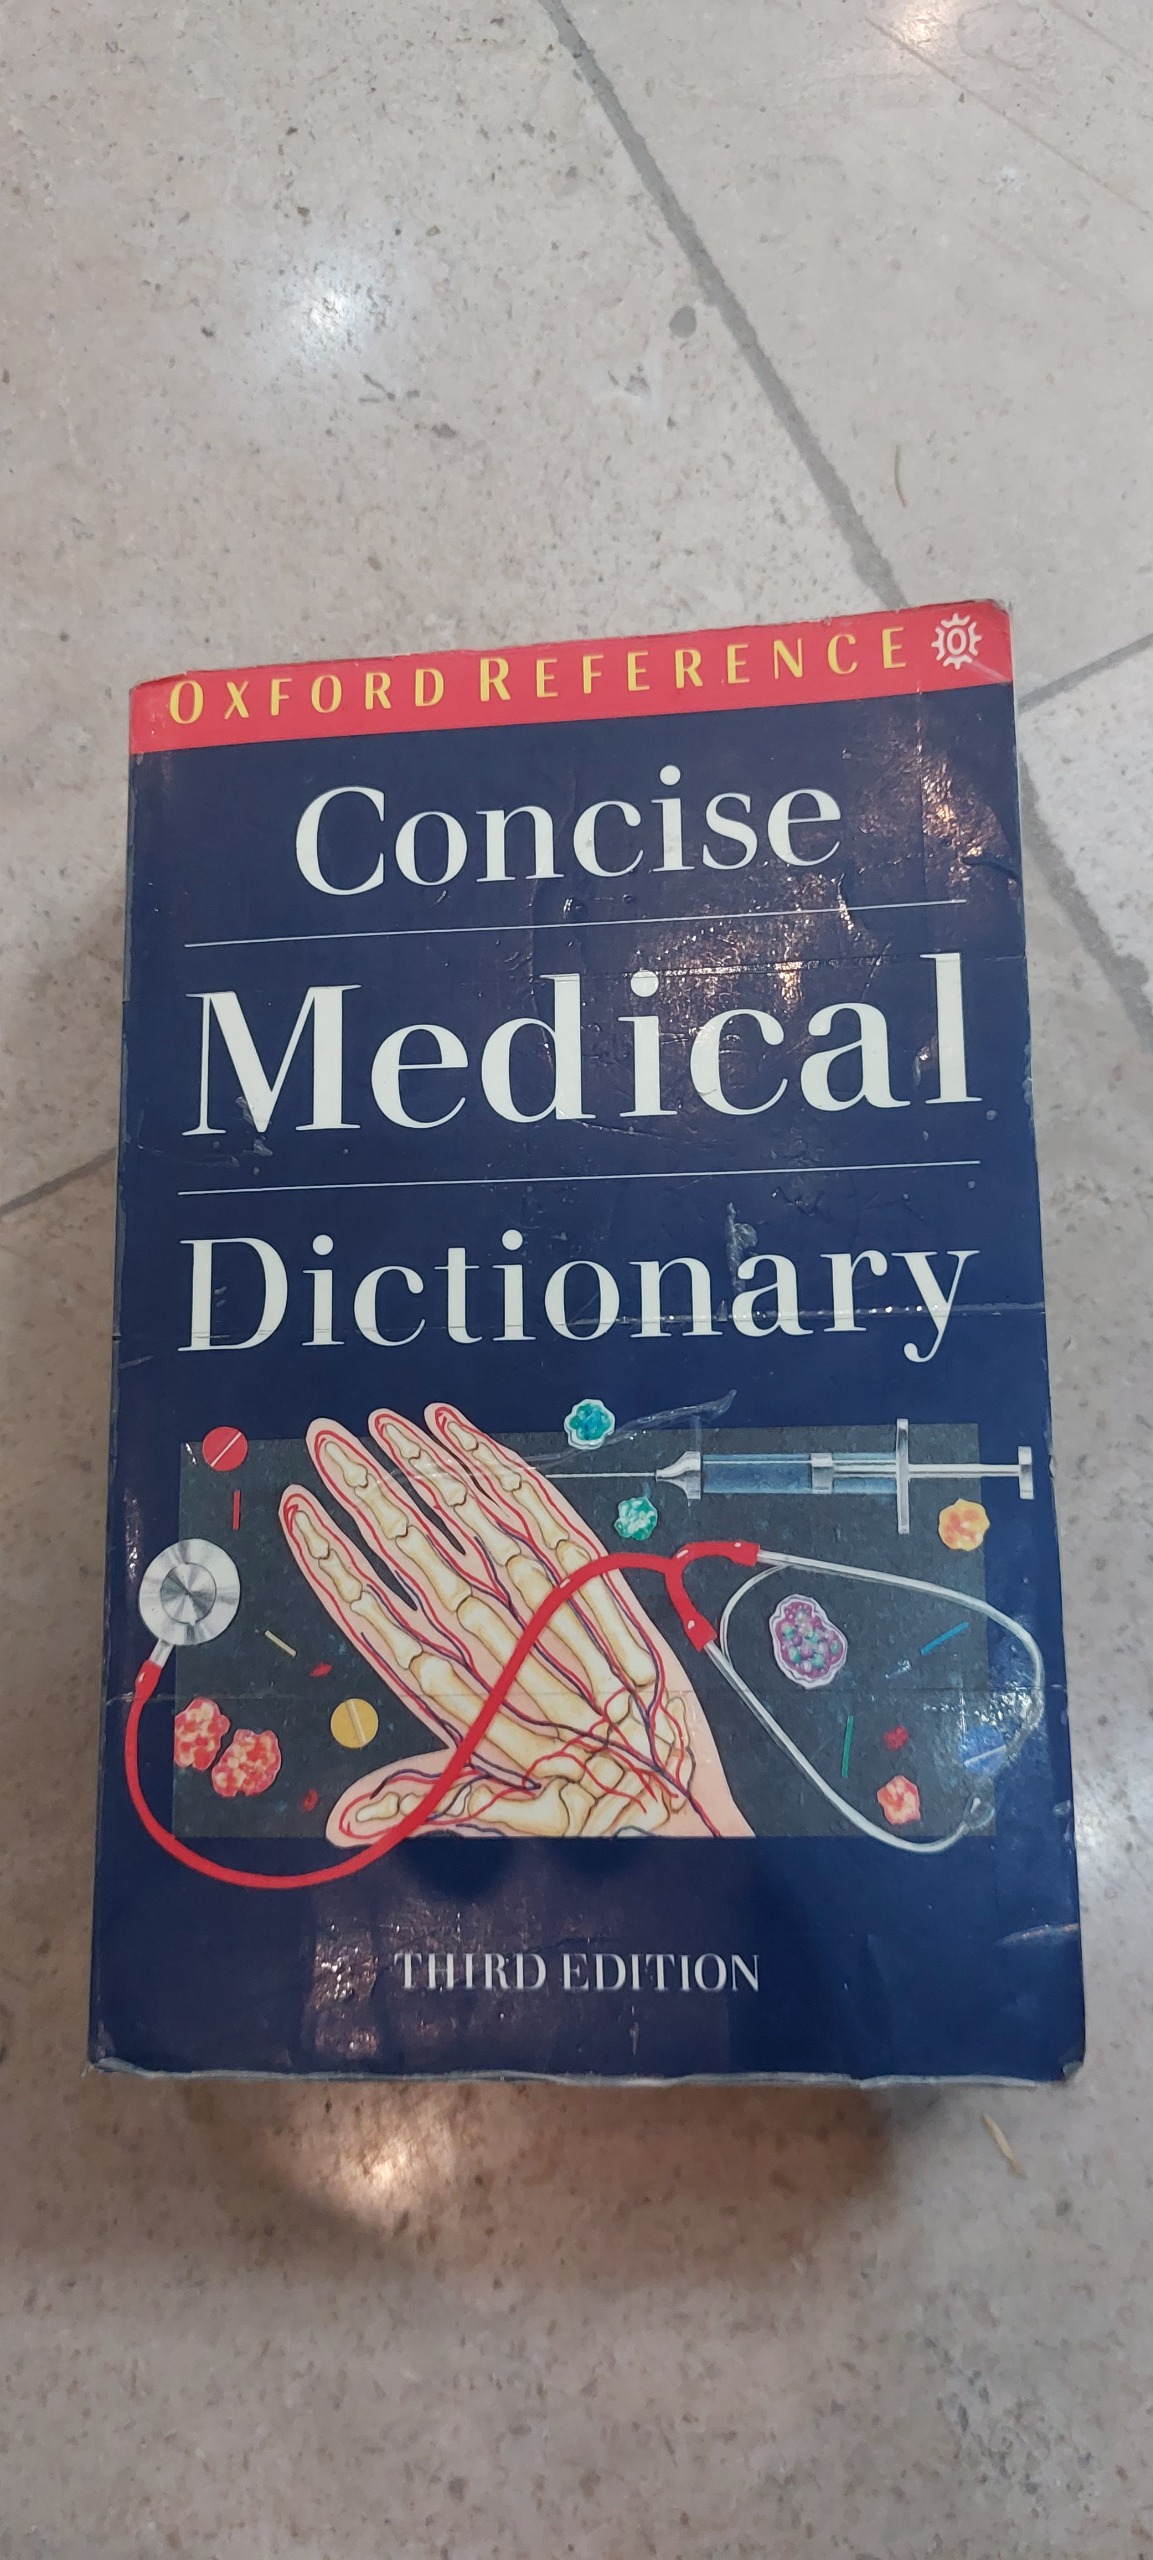 OXFORD REFERENCE
Concise
Medical
Dictionary
THIRD EDITION